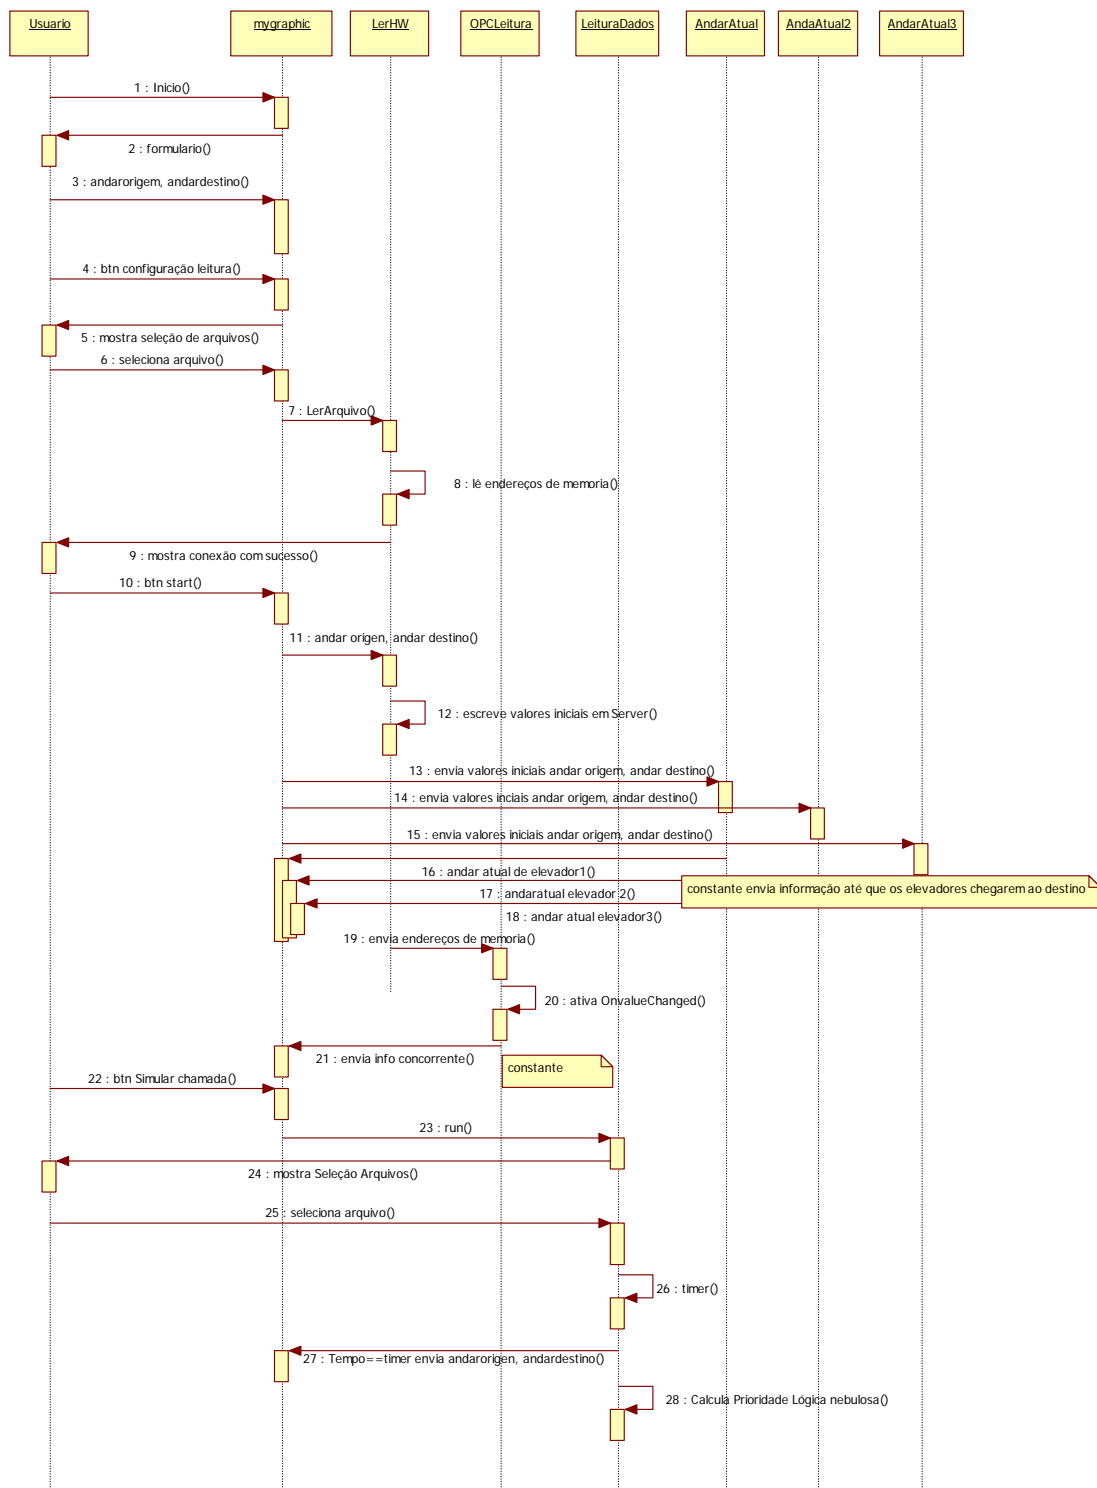 Usuario
mygraphic
LerHW
OPCLeitura
LeituraDados
AndarAtual
AndaAtual2
AndarAtual3
1 : Inicio()
2 : formulario()
3 : andarorigem, andardestino()
4 : btn configuração leitura()
5 : mostra seleção de arquivos()
6 : seleciona arquivo()
7 : LerArquivo()
8 : lê endereços de memoria()
9 : mostra conexão com sucesso()
10 : btn start()
11 : andar origen, andar destino()
12 : escreve valores iniciais em Server()
13 : envia valores iniciais andar origem, andar destino()
14 : envia valores inciais andar origem, andar destino()
15 : envia valores iniciais andar origem, andar destino()
16 : andar atual de elevador1()
constante envia informação até que os elevadores chegarem ao destino
17 : andaratual elevador 2()
18 : andar atual elevador3()
19 : envia endereços de memoria()
20 : ativa OnvalueChanged()
21 : envia info concorrente()
constante
22 : btn Simular chamada()
23 : run()
24 : mostra Seleção Arquivos()
25 : seleciona arquivo()
26 : timer()
27 : Tempo==timer envia andarorigen, andardestino()
28 : Calcula Prioridade Lógica nebulosa()